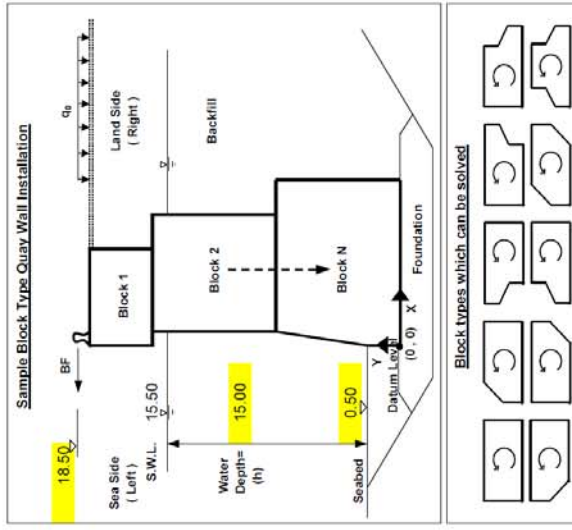 Sample Block Type Quay Wall Installation
18.50
BF
q₀
Sea Side
( Left )
Land Side
( Right )
S.W.L.
15.50
Block 1
Backfill
Water
Depth=
(h)
15.00
Block 2
Block N
0.50
Seabed
Y
X
Datum Level
(0 , 0)
Foundation
Block types which can be solved